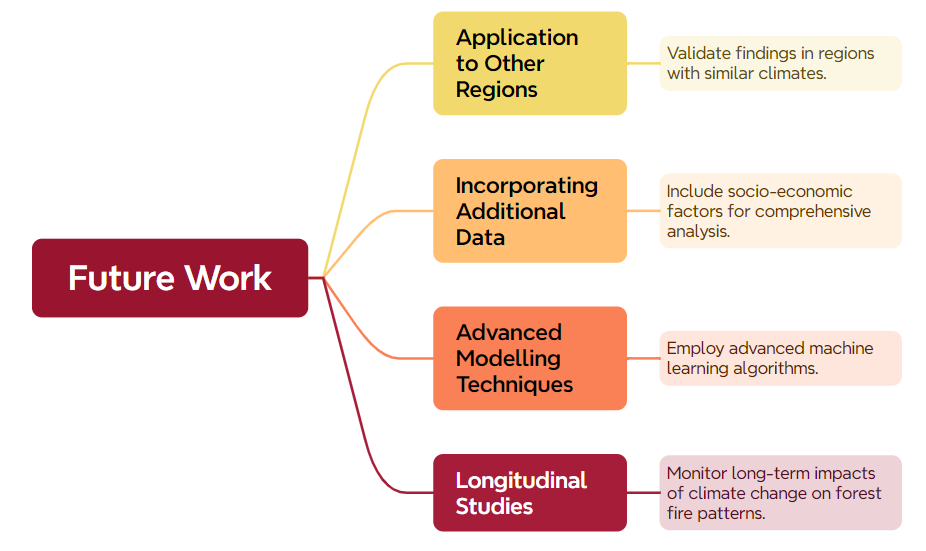 Future Work
Application
to Other
Regions
Validate findings in regions
with similar climates.
Incorporating
Additional
Data
Include socio-economic
factors for comprehensive
analysis.
Advanced
Modelling
Techniques
Employ advanced machine
learning algorithms.
Longitudinal
Studies
Monitor long-term impacts
of climate change on forest
fire patterns.